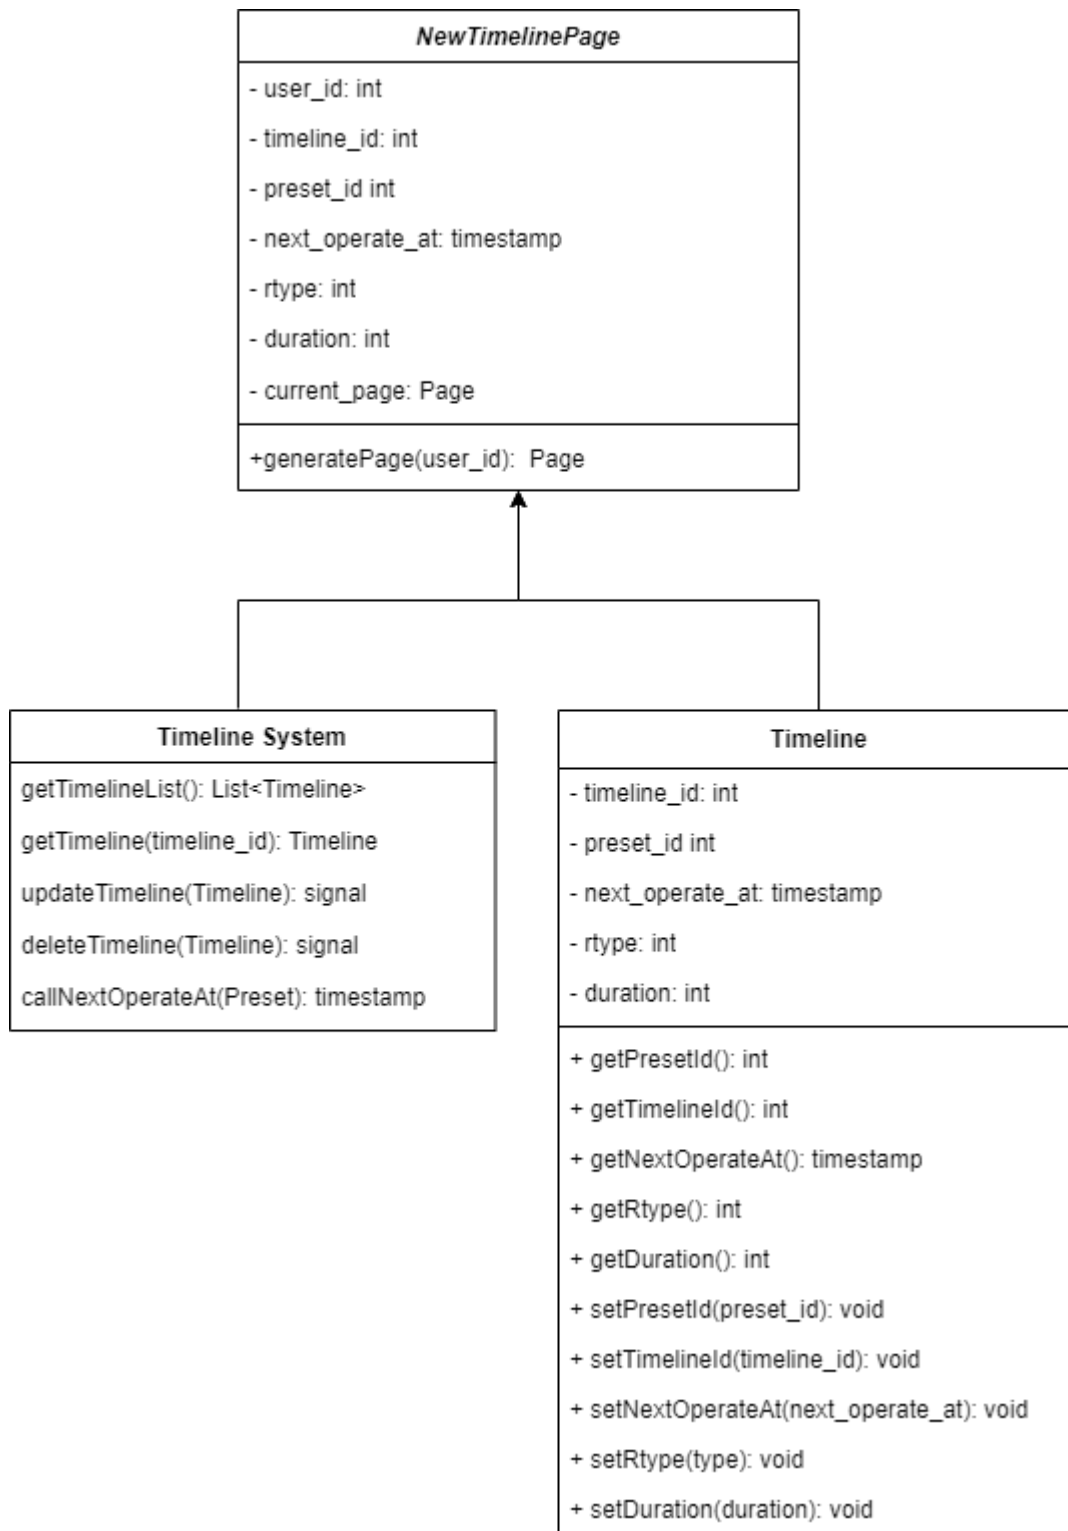 NewTimelinePage
- user_id: int
- timeline_id: int
- preset_id int
- next_operate_at: timestamp
- rtype: int
- duration: int
- current_page: Page
+generatePage(user_id):  Page
Timeline System
getTimelineList(): List<Timeline>
getTimeline(timeline_id): Timeline
updateTimeline(Timeline): signal
deleteTimeline(Timeline): signal
callNextOperateAt(Preset): timestamp
Timeline
- timeline_id: int
- preset_id int
- next_operate_at: timestamp
- rtype: int
- duration: int
+ getPresetId(): int
+ getTimelineId(): int
+ getNextOperateAt(): timestamp
+ getRtype(): int
+ getDuration(): int
+ setPresetId(preset_id): void
+ setTimelineId(timeline_id): void
+ setNextOperateAt(next_operate_at): void
+ setRtype(type): void
+ setDuration(duration): void